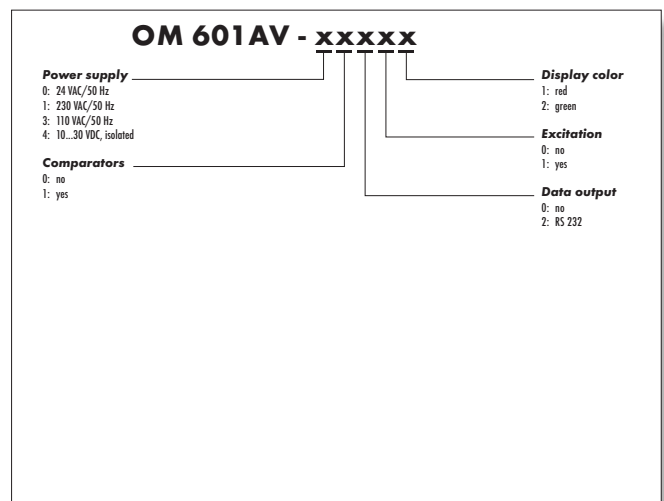 OM 601AV - xxxxx
Power supply
0: 24 VAC/50 Hz
1: 230 VAC/50 Hz
3: 110 VAC/50 Hz
4: 10...30 VDC, isolated
Comparators
0: no
1: yes
Display color
1: red
2: green
Excitation
0: no
1: yes
Data output
0: no
2: RS 232